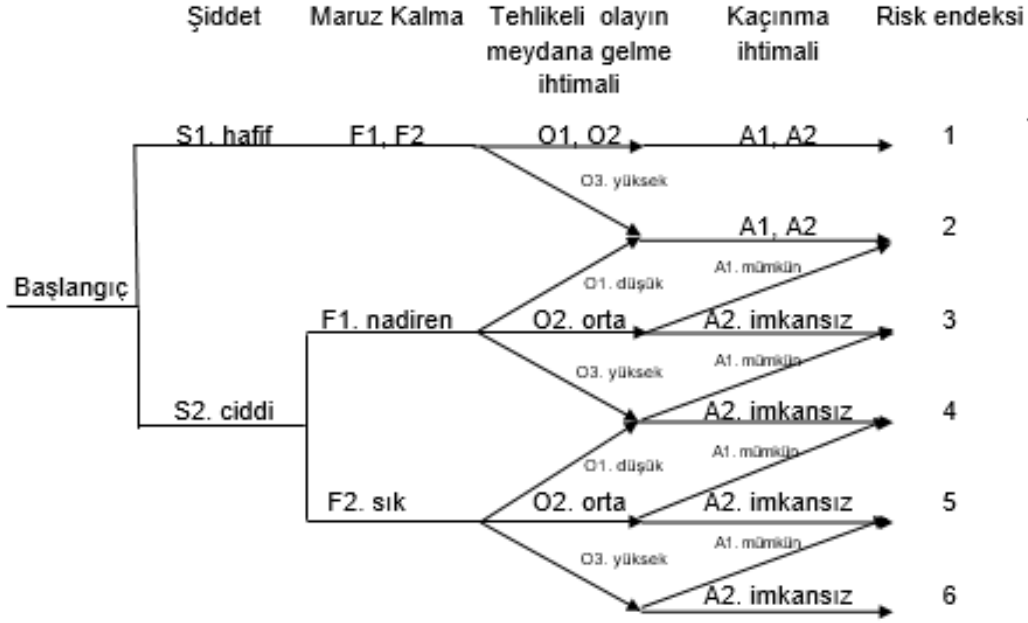 Şiddet
Maruz Kalma
Tehlikeli olayın
meydana gelme
ihtimali
Kaçınma
ihtimali
Risk endeksi
S1. hafif
F1, F2
O1, O2
A1, A2
1
O3. yüksek
A1, A2
2
Başlangıç
O1. düşük
A1. mümkün
F1. nadiren
O2. orta
A2. imkansız
3
O3. yüksek
A1. mümkün
S2. ciddi
A2. imkansız
4
O1. düşük
A1. mümkün
F2. sık
O2. orta
A2. imkansız
5
O3. yüksek
A1. mümkün
A2. imkansız
6